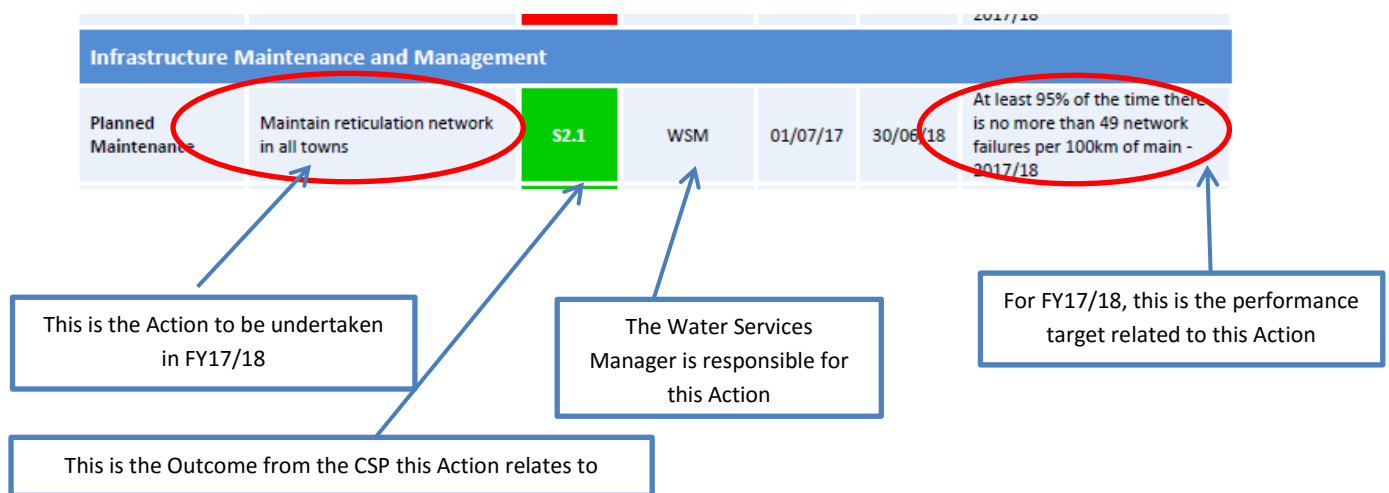 2017/18
Infrastructure Maintenance and Management
Planned
Maintenance
Maintain reticulation network
in all towns
S2.1
WSM
01/07/17
30/06/18
At least 95% of the time there
is no more than 49 network
failures per 100km of main -
2017/18
This is the Action to be undertaken
in FY17/18
The Water Services
Manager is responsible for
this Action
For FY17/18, this is the performance
target related to this Action
This is the Outcome from the CSP this Action relates to